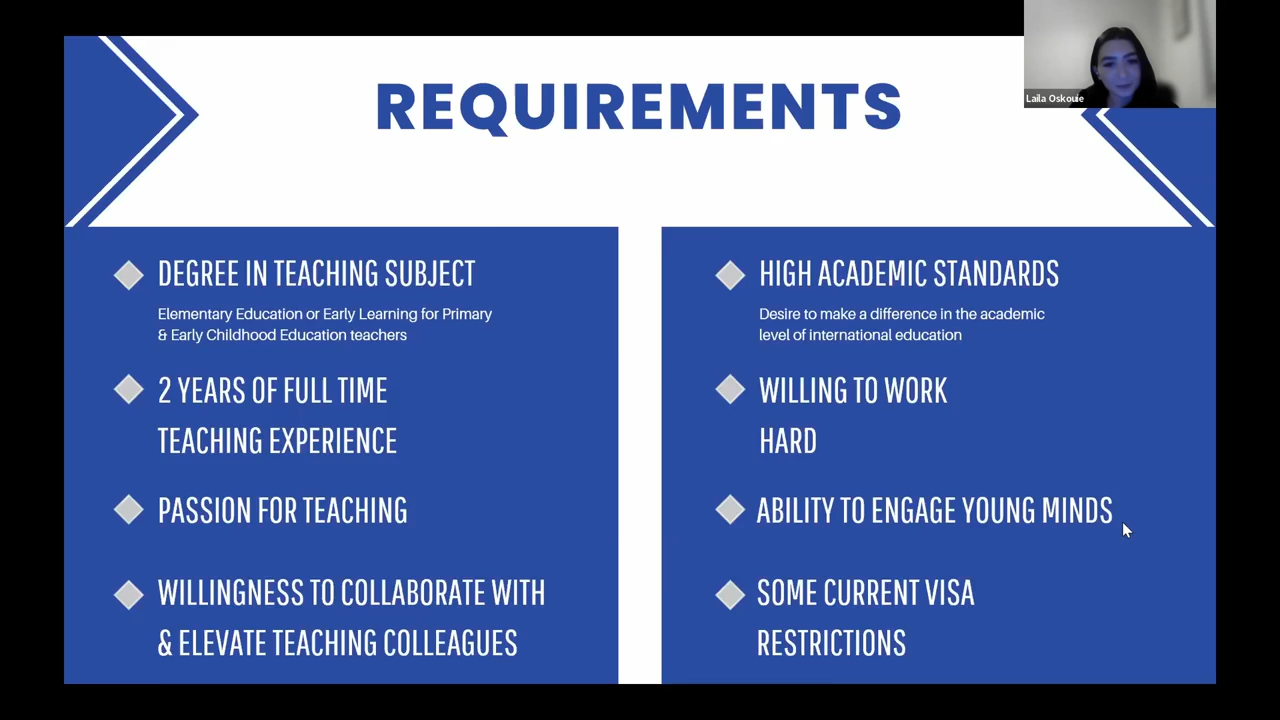 REQUIREMENTS
Laila Oskouie
DEGREE IN TEACHING SUBJECT
Elementary Education or Early Learning for Primary
& Early Childhood Education teachers
2 YEARS OF FULL TIME
TEACHING EXPERIENCE
PASSION FOR TEACHING
WILLINGNESS TO COLLABORATE WITH
& ELEVATE TEACHING COLLEAGUES
HIGH ACADEMIC STANDARDS
Desire to make a difference in the academic
level of international education
WILLING TO WORK
HARD
ABILITY TO ENGAGE YOUNG MINDS
SOME CURRENT VISA
RESTRICTIONS